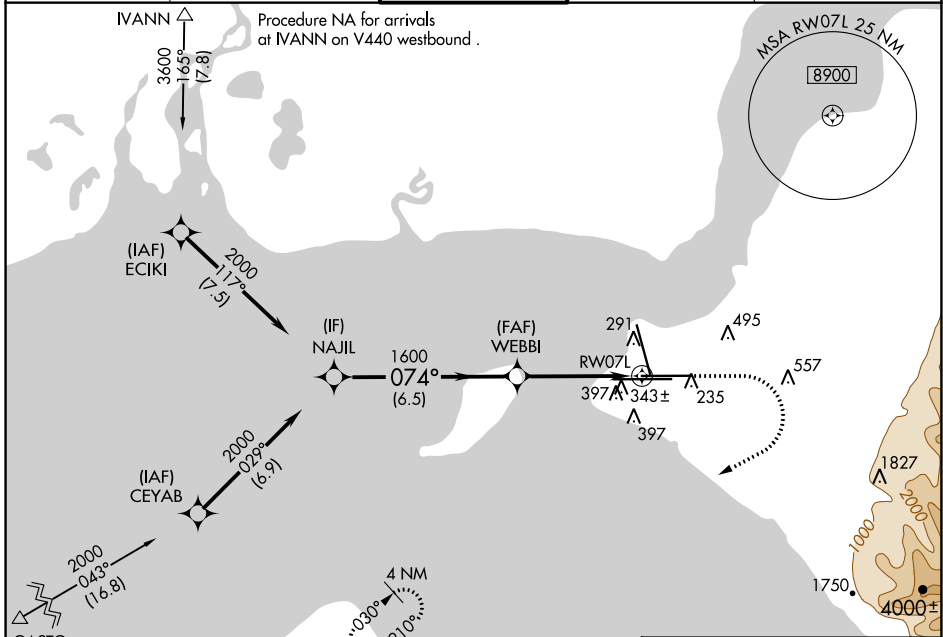 IVANN
Procedure NA for arrivals
at IVANN on V440 westbound .
3600
165°
(7.8)
MSA RW07L 25 NM
8900
(IAF)
ECIKI
2000
117°
(7.5)
(IF)
NAJIL
1600
074°
(6.5)
(FAF)
WEBBI
RW07L
291
495
557
397
343±
235
397
(IAF)
CEYAB
2000
029°
(6.9)
2000
043°
(16.8)
4 NM
030°
210°
1827
1000
2000
1750
4000±